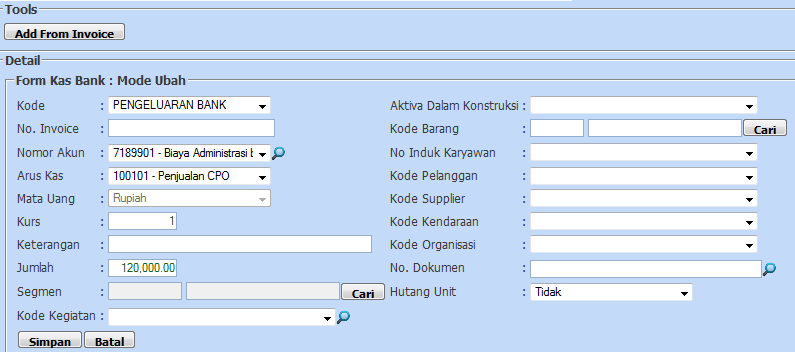 Tools
Add From Invoice
Detail
Form Kas Bank : Mode Ubah
Kode : PENGELUARAN BANK
Aktiva Dalam Konstruksi :
No. Invoice :
Kode Barang : Cari
Nomor Akun : 7189901 - Biaya Administrasi
No Induk Karyawan :
Arus Kas : 100101 - Penjualan CPO
Kode Pelanggan :
Mata Uang : Rupiah
Kode Supplier :
Kurs : 1
Kode Kendaraan :
Keterangan :
Kode Organisasi :
Jumlah : 120,000.00
No. Dokumen :
Segmen : Cari
Hutang Unit : Tidak
Kode Kegiatan :
Simpan Batal